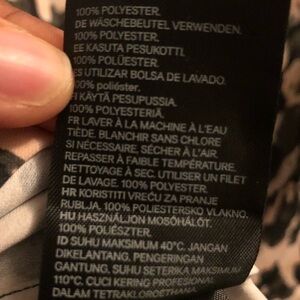 100% POLYESTER.
DE WÄSCHEBEUTEL VERWENDEN.
100% POLYESTER.
EE KASUTA PESUKOTTI.
100% POLÜESTER.
ES UTILIZAR BOLSA DE LAVADO.
100% poliéster.
FI KÄYTÄ PESUPUSSIA.
100% POLYESTERIÄ.
FR LAVER À LA MACHINE À L'EAU
TIÈDE. BLANCHIR SANS CHLORE
SI NÉCESSAIRE. SÉCHER À L'AIR.
REPASSER À FAIBLE TEMPÉRATURE.
NETTOYAGE À SEC. UTILISER UN FILET
DE LAVAGE. 100% POLYESTER.
HR KORISTITI VREĆU ZA PRANJE
RUBLJA. 100% POLIESTERSKO VLAKNO.
HU HASZNÁLJON MOSÓHÁLÓT.
100% POLIÉSZTER.
ID SUHU MAKSIMUM 40°C. JANGAN
DIKELANTANG. PENGERINGAN
GANTUNG. SUHU SETERIKA MAKSIMUM
110°C. CUCI KERING PROFESIONAL
DALAM TETRAKLOROETHANA,